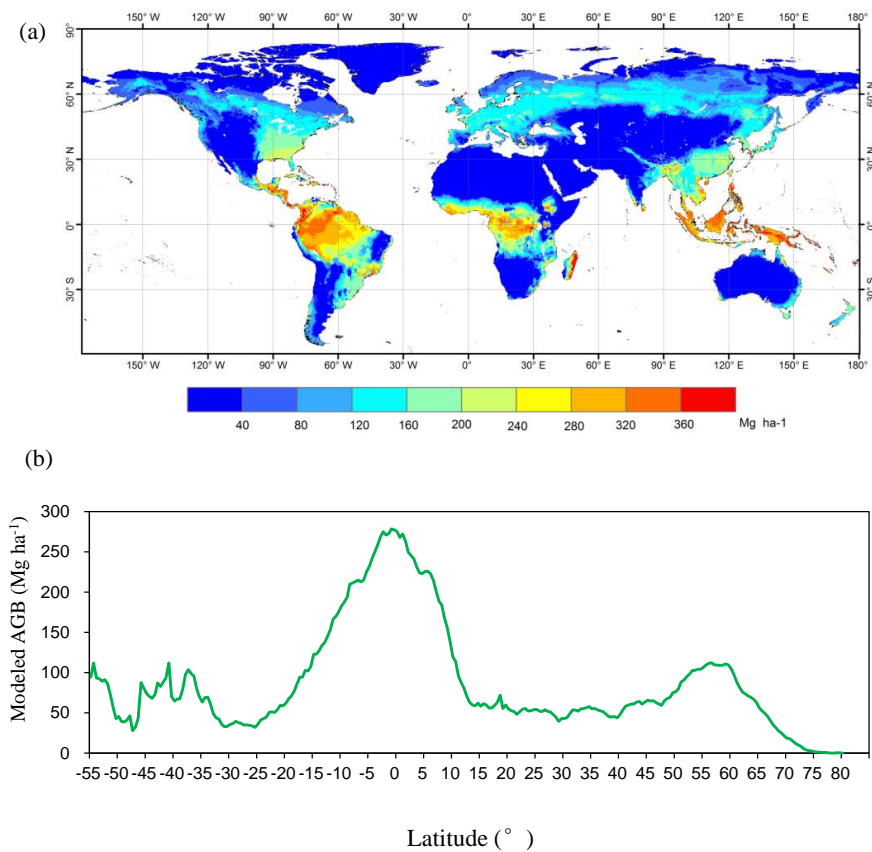 (a)
150° W 120° W 90° W 60° W 30° W 0° 30° E 60° E 90° E 120° E 150° E 180°
90°
60° N
30° N
0°
30° S
90°
60° N
30° N
0°
30° S
150° W 120° W 90° W 60° W 30° W 0° 30° E 60° E 90° E 120° E 150° E 180°
40 80 120 160 200 240 280 320 360 Mg ha-1
(b)
Modeled AGB (Mg ha-1)
300
250
200
150
100
50
0
-55 -50 -45 -40 -35 -30 -25 -20 -15 -10 -5 0 5 10 15 20 25 30 35 40 45 50 55 60 65 70 75 80
Latitude (° )